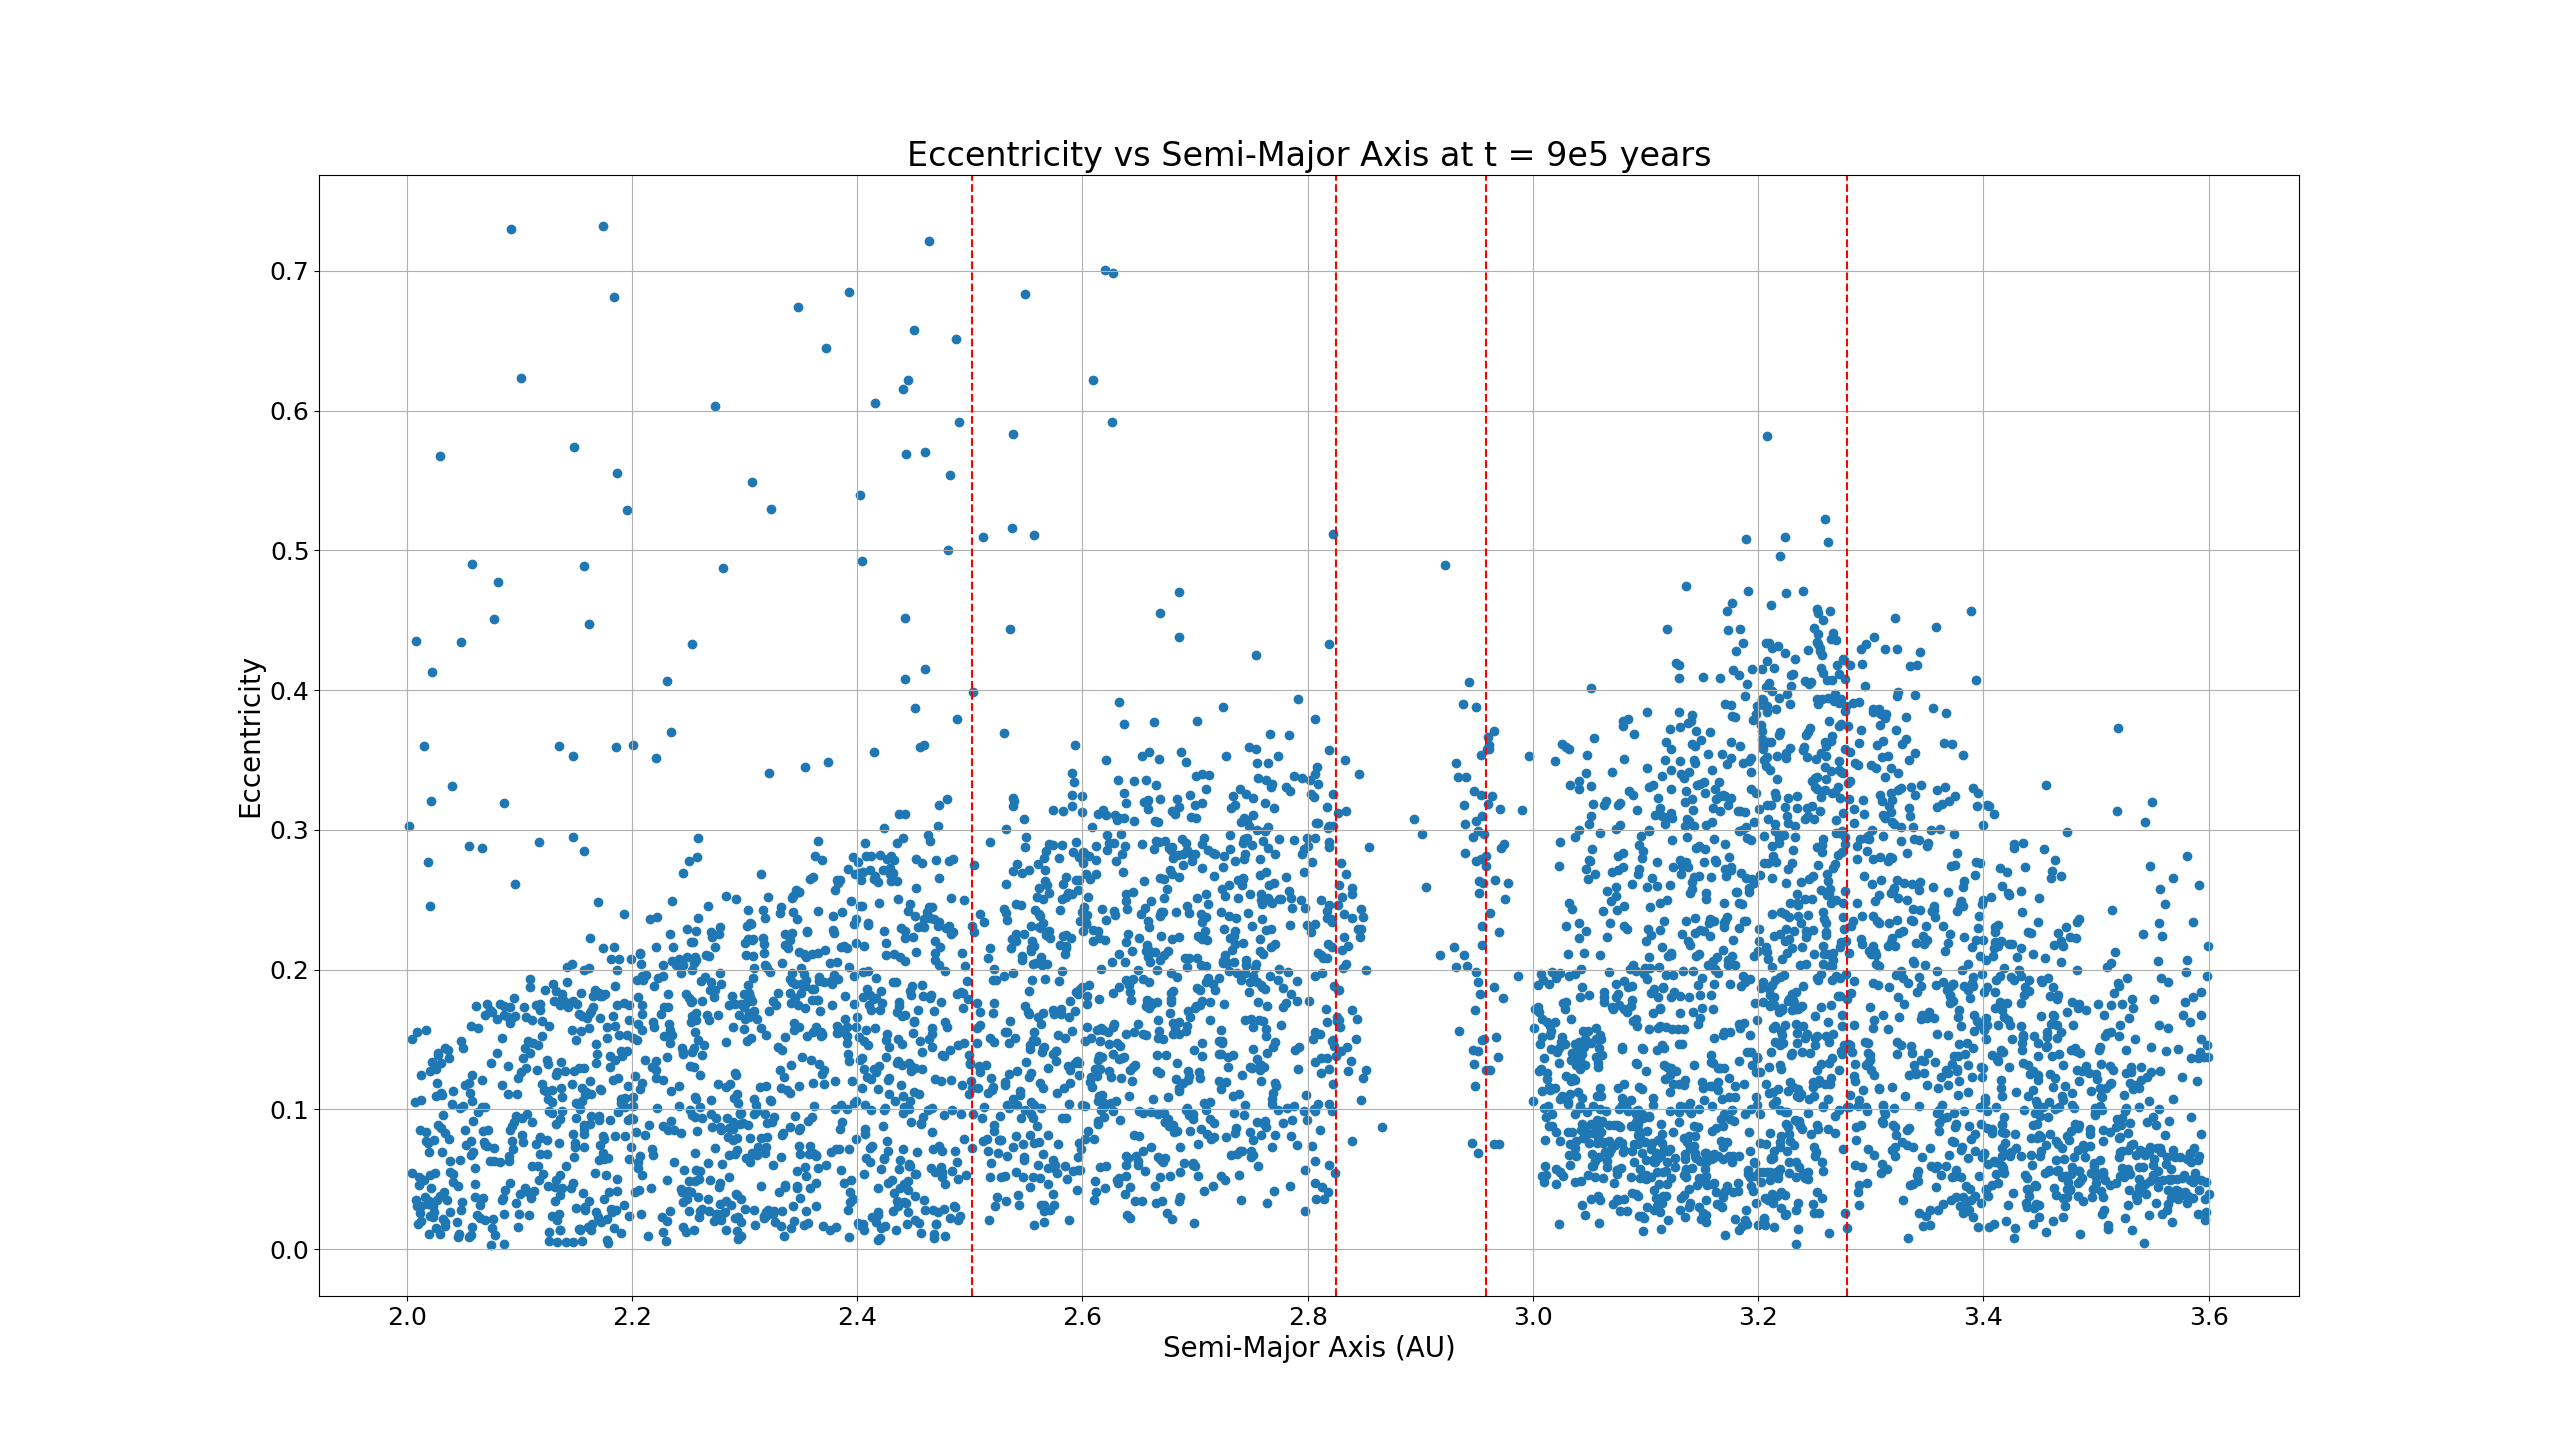 Eccentricity vs Semi-Major Axis at t = 9e5 years
Eccentricity
0.7
0.6
0.5
0.4
0.3
0.2
0.1
0.0
2.0 2.2 2.4 2.6 2.8 3.0 3.2 3.4 3.6
Semi-Major Axis (AU)